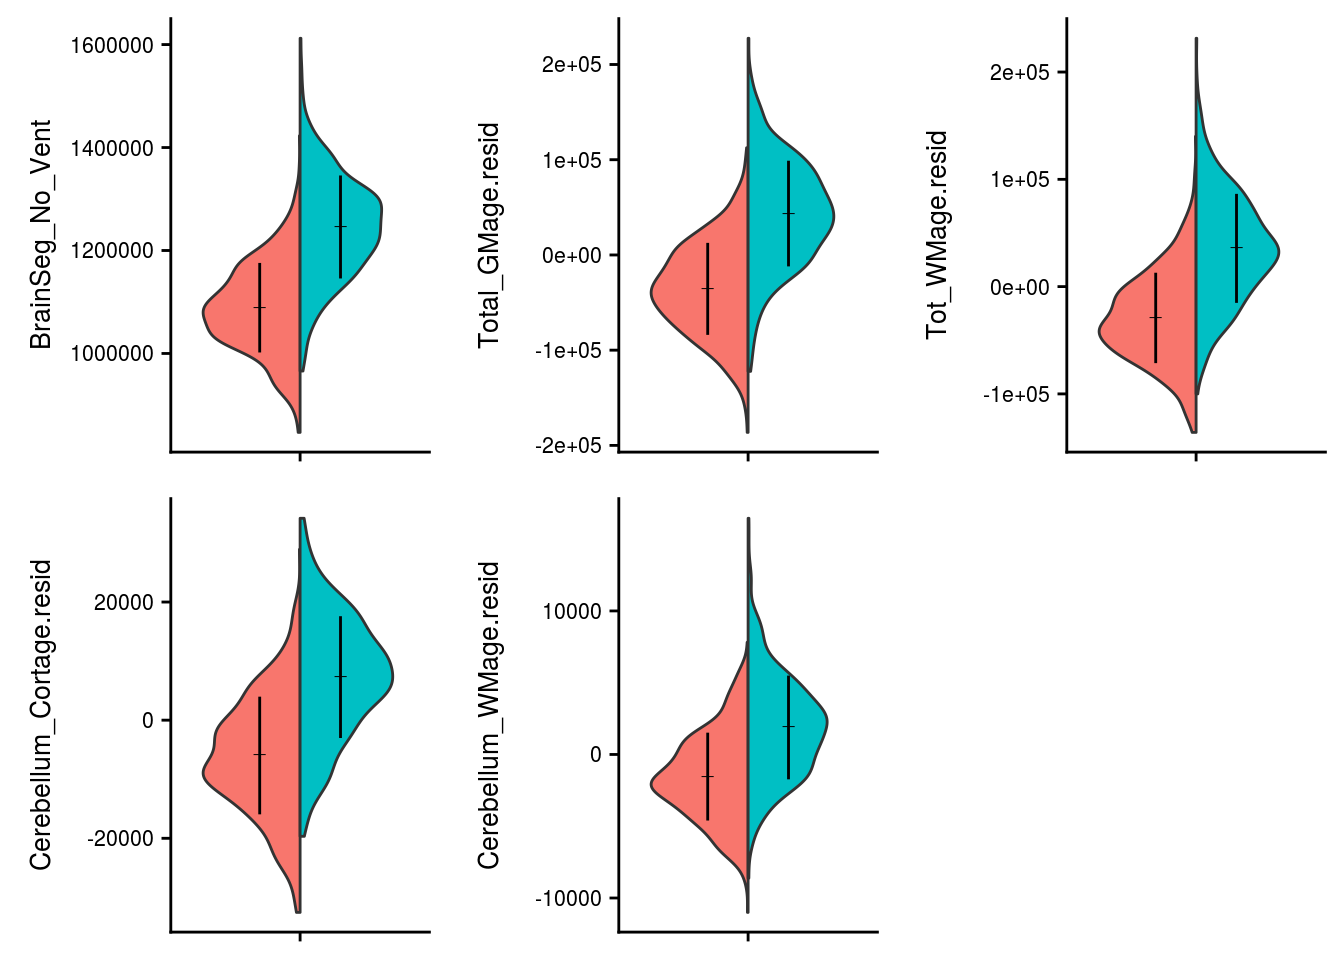 BrainSeg_No_Vent
1600000
1400000
1200000
1000000
Total_GMage.resid
2e+05
1e+05
0e+00
-1e+05
-2e+05
Tot_WMage.resid
2e+05
1e+05
0e+00
-1e+05
Cerebellum_Cortage.resid
20000
0
-20000
Cerebellum_WMage.resid
10000
0
-10000